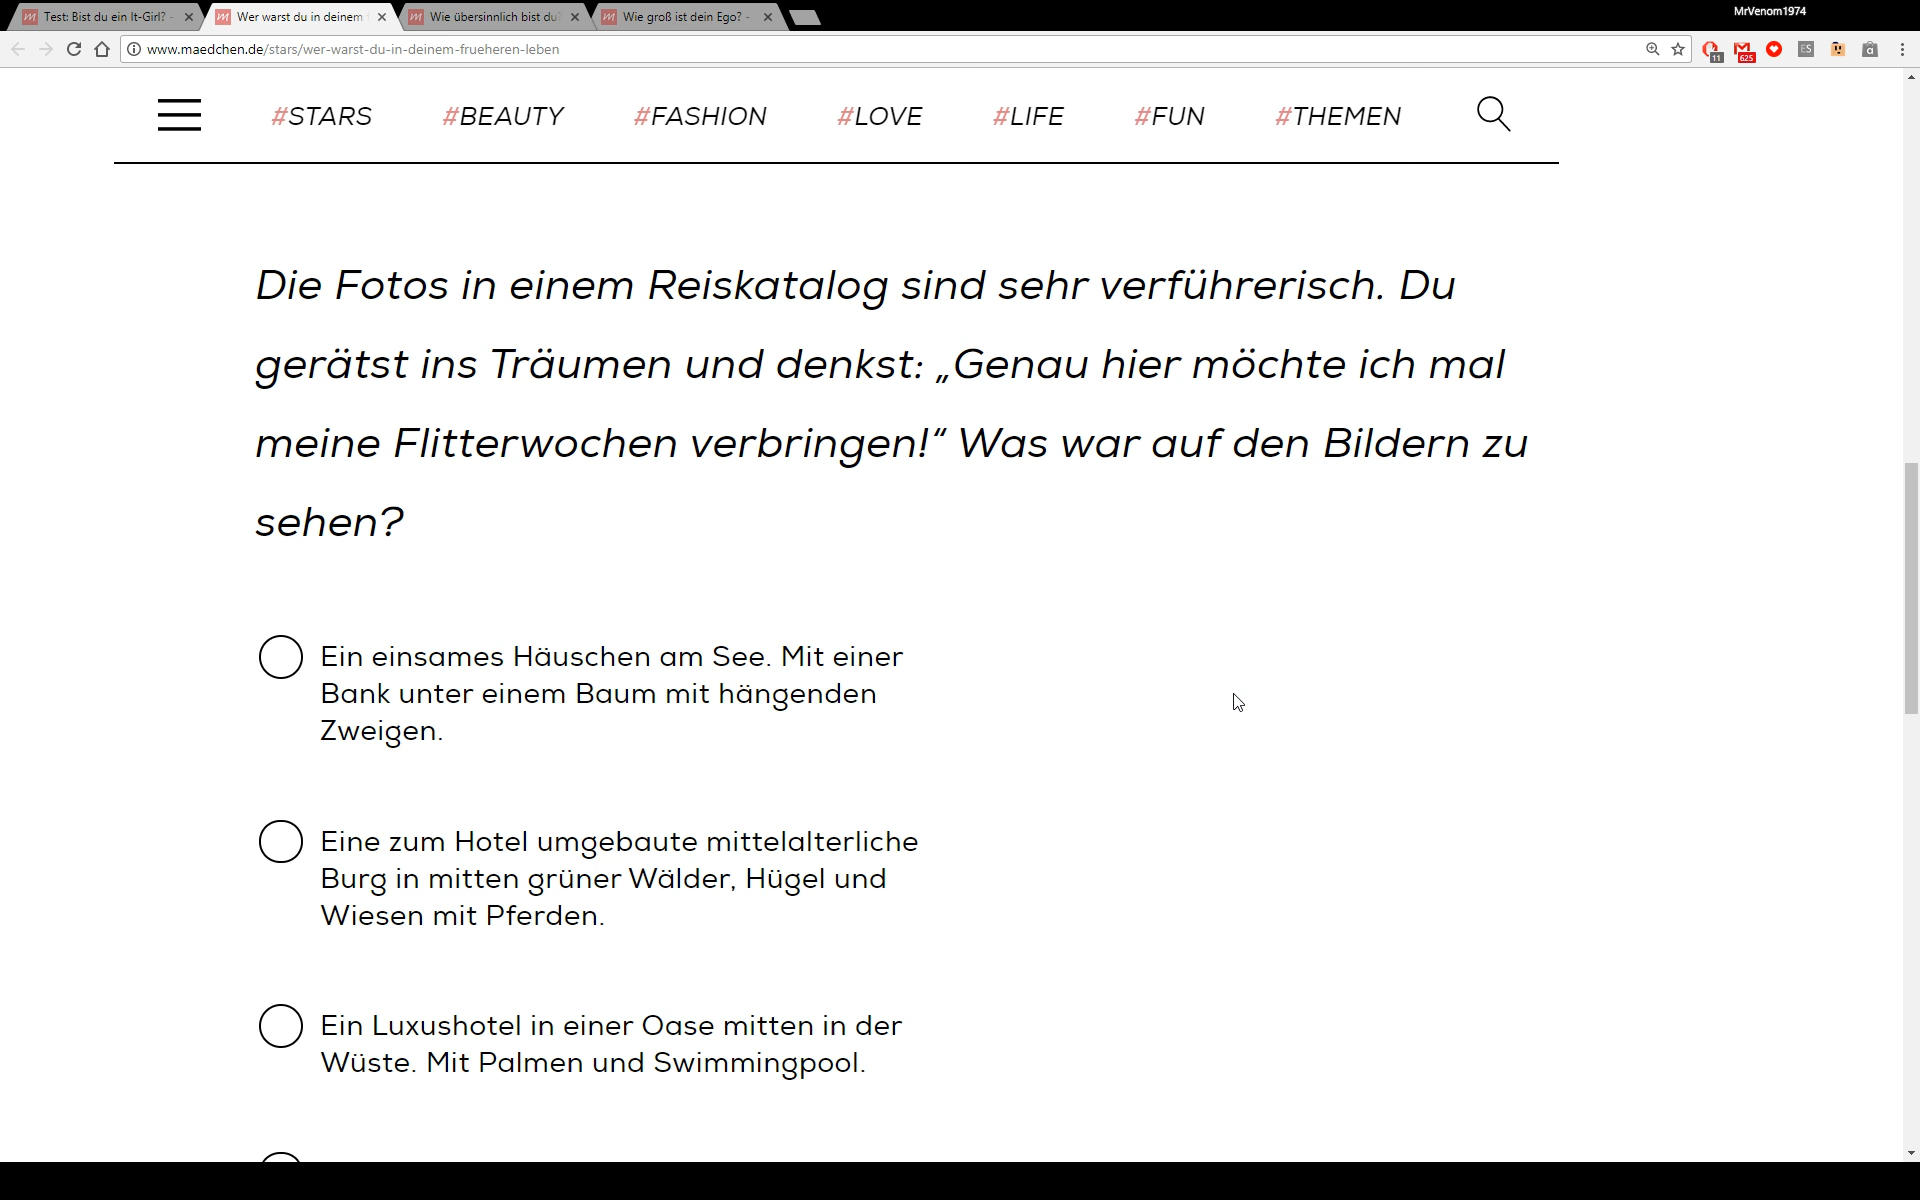 MrVenom1974
Test: Bist du ein It-Girl? -
Wer warst du in deinem f
Wie übersinnlich bist du?
Wie groß ist dein Ego? -
www.maedchen.de/stars/wer-warst-du-in-deinem-frueheren-leben
11
625
ES
#STARS #BEAUTY #FASHION #LOVE #LIFE #FUN #THEMEN
Die Fotos in einem Reiskatalog sind sehr verführerisch. Du
gerätst ins Träumen und denkst: „Genau hier möchte ich mal
meine Flitterwochen verbringen!“ Was war auf den Bildern zu
sehen?
Ein einsames Häuschen am See. Mit einer
Bank unter einem Baum mit hängenden
Zweigen.
Eine zum Hotel umgebaute mittelalterliche
Burg in mitten grüner Wälder, Hügel und
Wiesen mit Pferden.
Ein Luxushotel in einer Oase mitten in der
Wüste. Mit Palmen und Swimmingpool.